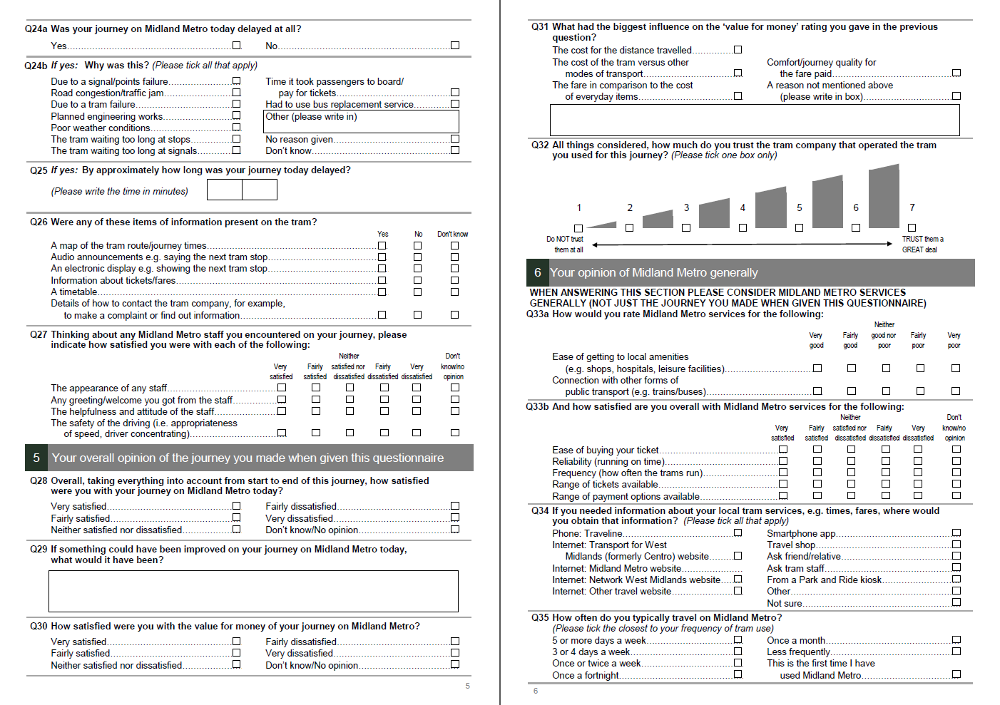 Q24a Was your journey on Midland Metro today delayed at all?
Yes No
Q24b If yes: Why was this? (Please tick all that apply)
Due to a signal/points failure
Road congestion/traffic jam
Due to a tram failure
Planned engineering works
Poor weather conditions
The tram waiting too long at stops
The tram waiting too long at signals
Time it took passengers to board/
pay for tickets
Had to use bus replacement service
Other (please write in)
No reason given
Don't know
Q25 If yes: By approximately how long was your journey today delayed?
(Please write the time in minutes)
Q26 Were any of these items of information present on the tram?
Yes No Don't know
A map of the tram route/journey times
Audio announcements e.g. saying the next tram stop
An electronic display e.g. showing the next tram stop
Information about tickets/fares
A timetable
Details of how to contact the tram company, for example,
to make a complaint or find out information
Q27 Thinking about any Midland Metro staff you encountered on your journey, please
indicate how satisfied you were with each of the following:
Neither Don't
Very Fairly satisfied nor Fairly Very know/no
satisfied satisfied dissatisfied dissatisfied dissatisfied opinion
The appearance of any staff
Any greeting/welcome you got from the staff
The helpfulness and attitude of the staff
The safety of the driving (i.e. appropriateness
of speed, driver concentrating)
5 Your overall opinion of the journey you made when given this questionnaire
Q28 Overall, taking everything into account from start to end of this journey, how satisfied
were you with your journey on Midland Metro today?
Very satisfied Fairly dissatisfied
Fairly satisfied Very dissatisfied
Neither satisfied nor dissatisfied Don't know/No opinion
Q29 If something could have been improved on your journey on Midland Metro today,
what would it have been?
Q30 How satisfied were you with the value for money of your journey on Midland Metro?
Very satisfied Fairly dissatisfied
Fairly satisfied Very dissatisfied
Neither satisfied nor dissatisfied Don't know/No opinion
5
Q31 What had the biggest influence on the 'value for money' rating you gave in the previous
question?
The cost for the distance travelled
The cost of the tram versus other
modes of transport
The fare in comparison to the cost
of everyday items
Comfort/journey quality for
the fare paid
A reason not mentioned above
(please write in box)
Q32 All things considered, how much do you trust the tram company that operated the tram
you used for this journey? (Please tick one box only)
1 2 3 4 5 6 7
Do NOT trust TRUST them a
them at all GREAT deal
6 Your opinion of Midland Metro generally
WHEN ANSWERING THIS SECTION PLEASE CONSIDER MIDLAND METRO SERVICES
GENERALLY (NOT JUST THE JOURNEY YOU MADE WHEN GIVEN THIS QUESTIONNAIRE)
Q33a How would you rate Midland Metro services for the following:
Neither
Very Fairly good nor Fairly Very
good good poor poor poor
Ease of getting to local amenities
(e.g. shops, hospitals, leisure facilities)
Connection with other forms of
public transport (e.g. trains/buses)
Q33b And how satisfied are you overall with Midland Metro services for the following:
Neither Don't
Very Fairly satisfied nor Fairly Very know/no
satisfied satisfied dissatisfied dissatisfied dissatisfied opinion
Ease of buying your ticket
Reliability (running on time)
Frequency (how often the trams run)
Range of tickets available
Range of payment options available
Q34 If you needed information about your local tram services, e.g. times, fares, where would
you obtain that information? (Please tick all that apply)
Phone: Traveline
Internet: Transport for West
Midlands (formerly Centro) website
Internet: Midland Metro website
Internet: Network West Midlands website
Internet: Other travel website
Smartphone app
Travel shop
Ask friend/relative
Ask tram staff
From a Park and Ride kiosk
Other
Not sure
Q35 How often do you typically travel on Midland Metro?
(Please tick the closest to your frequency of tram use)
5 or more days a week
3 or 4 days a week
Once or twice a week
Once a fortnight
Once a month
Less frequently
This is the first time I have
used Midland Metro
6